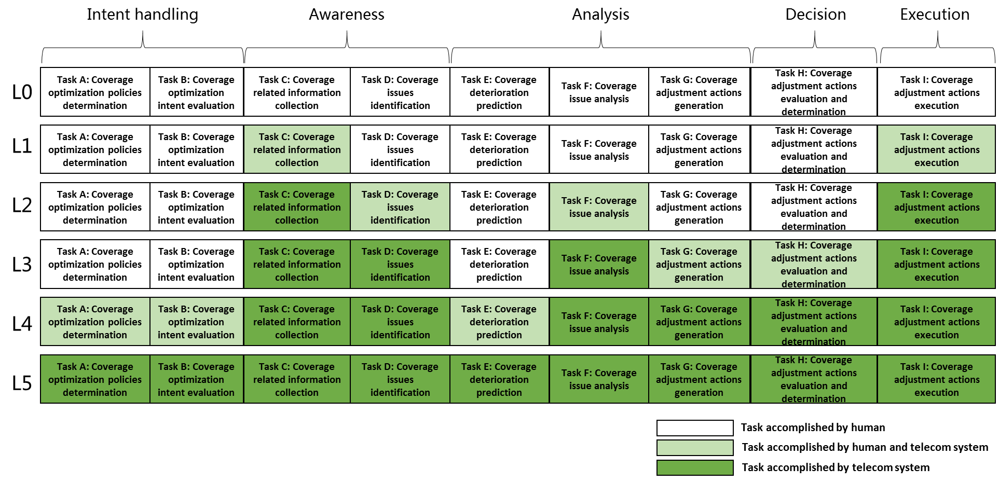 Intent handling
Awareness
Analysis
Decision
Execution
L0
Task A: Coverage
optimization policies
determination
Task B: Coverage
optimization
intent evaluation
Task C: Coverage
related information
collection
Task D: Coverage
issues
identification
Task E: Coverage
deterioration
prediction
Task F: Coverage
issue analysis
Task G: Coverage
adjustment actions
generation
Task H: Coverage
adjustment actions
evaluation and
determination
Task I: Coverage
adjustment actions
execution
L1
Task A: Coverage
optimization policies
determination
Task B: Coverage
optimization
intent evaluation
Task C: Coverage
related information
collection
Task D: Coverage
issues
identification
Task E: Coverage
deterioration
prediction
Task F: Coverage
issue analysis
Task G: Coverage
adjustment actions
generation
Task H: Coverage
adjustment actions
evaluation and
determination
Task I: Coverage
adjustment actions
execution
L2
Task A: Coverage
optimization policies
determination
Task B: Coverage
optimization
intent evaluation
Task C: Coverage
related information
collection
Task D: Coverage
issues
identification
Task E: Coverage
deterioration
prediction
Task F: Coverage
issue analysis
Task G: Coverage
adjustment actions
generation
Task H: Coverage
adjustment actions
evaluation and
determination
Task I: Coverage
adjustment actions
execution
L3
Task A: Coverage
optimization policies
determination
Task B: Coverage
optimization
intent evaluation
Task C: Coverage
related information
collection
Task D: Coverage
issues
identification
Task E: Coverage
deterioration
prediction
Task F: Coverage
issue analysis
Task G: Coverage
adjustment actions
generation
Task H: Coverage
adjustment actions
evaluation and
determination
Task I: Coverage
adjustment actions
execution
L4
Task A: Coverage
optimization policies
determination
Task B: Coverage
optimization
intent evaluation
Task C: Coverage
related information
collection
Task D: Coverage
issues
identification
Task E: Coverage
deterioration
prediction
Task F: Coverage
issue analysis
Task G: Coverage
adjustment actions
generation
Task H: Coverage
adjustment actions
evaluation and
determination
Task I: Coverage
adjustment actions
execution
L5
Task A: Coverage
optimization policies
determination
Task B: Coverage
optimization
intent evaluation
Task C: Coverage
related information
collection
Task D: Coverage
issues
identification
Task E: Coverage
deterioration
prediction
Task F: Coverage
issue analysis
Task G: Coverage
adjustment actions
generation
Task H: Coverage
adjustment actions
evaluation and
determination
Task I: Coverage
adjustment actions
execution
Task accomplished by human
Task accomplished by human and telecom system
Task accomplished by telecom system